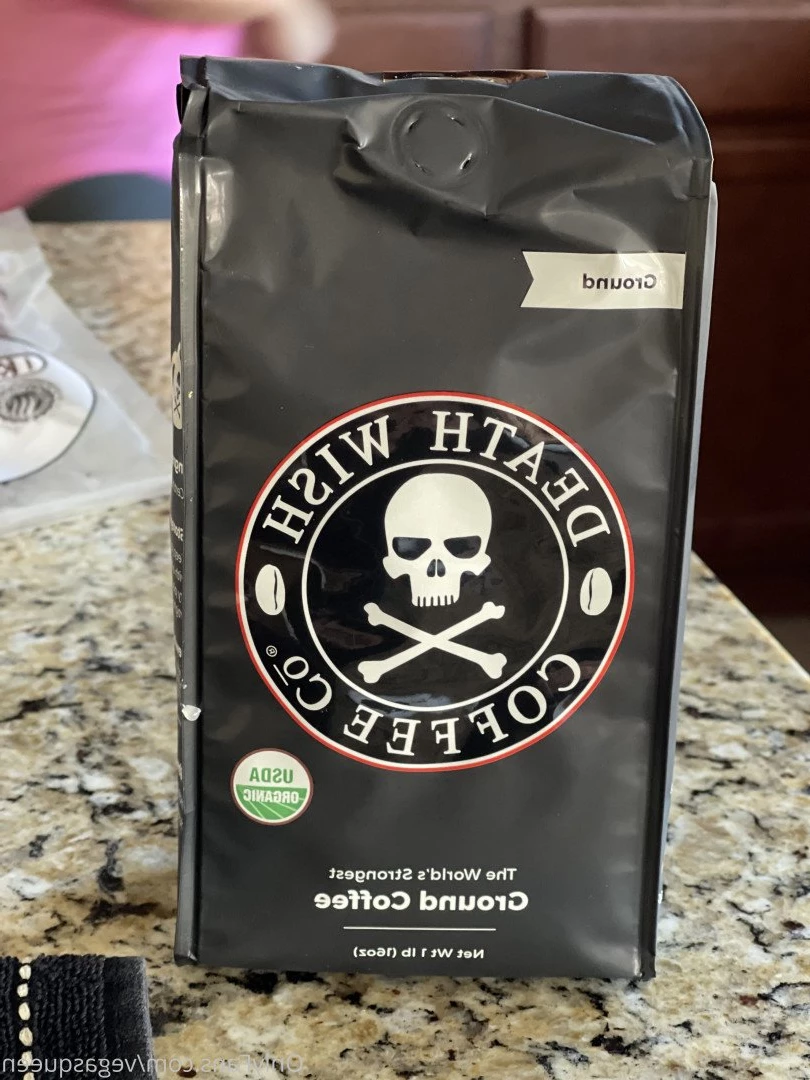 Ground
DEATH WISH
COFFEE CO®
USDA
ORGANIC
The World's Strongest
Ground Coffee
Net Wt 1 lb (16oz)
OnlyFans.com/vegasqueen